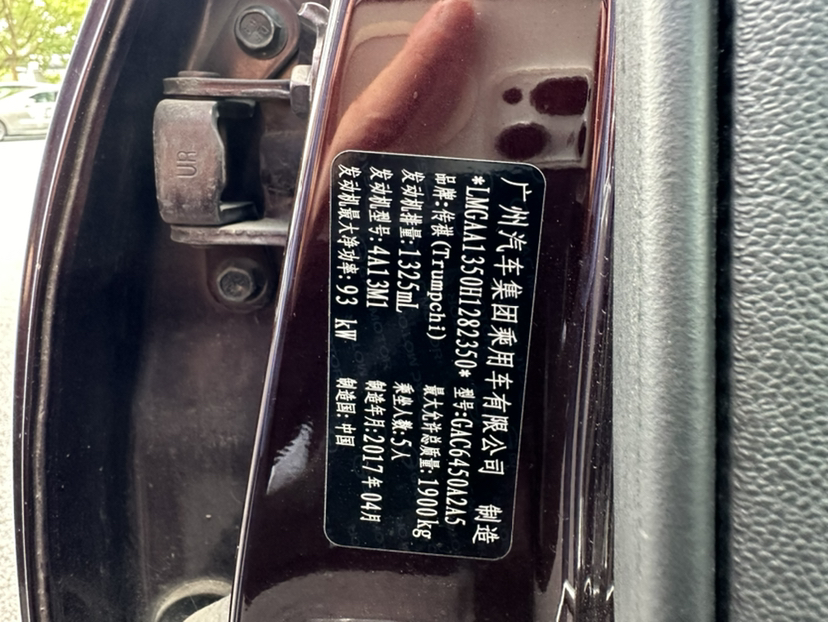 广州汽车集团乘用车有限公司 制造
*LMGAA1350H1282350*
品牌:传祺(Trumpchi) 型号:GAC6450A2A5
发动机排量:1325mL 最大允许总质量:1900kg
发动机型号:4A13M1 乘坐人数:5人
发动机最大净功率:93 kW 制造年月:2017年04月
制造国:中国
UR